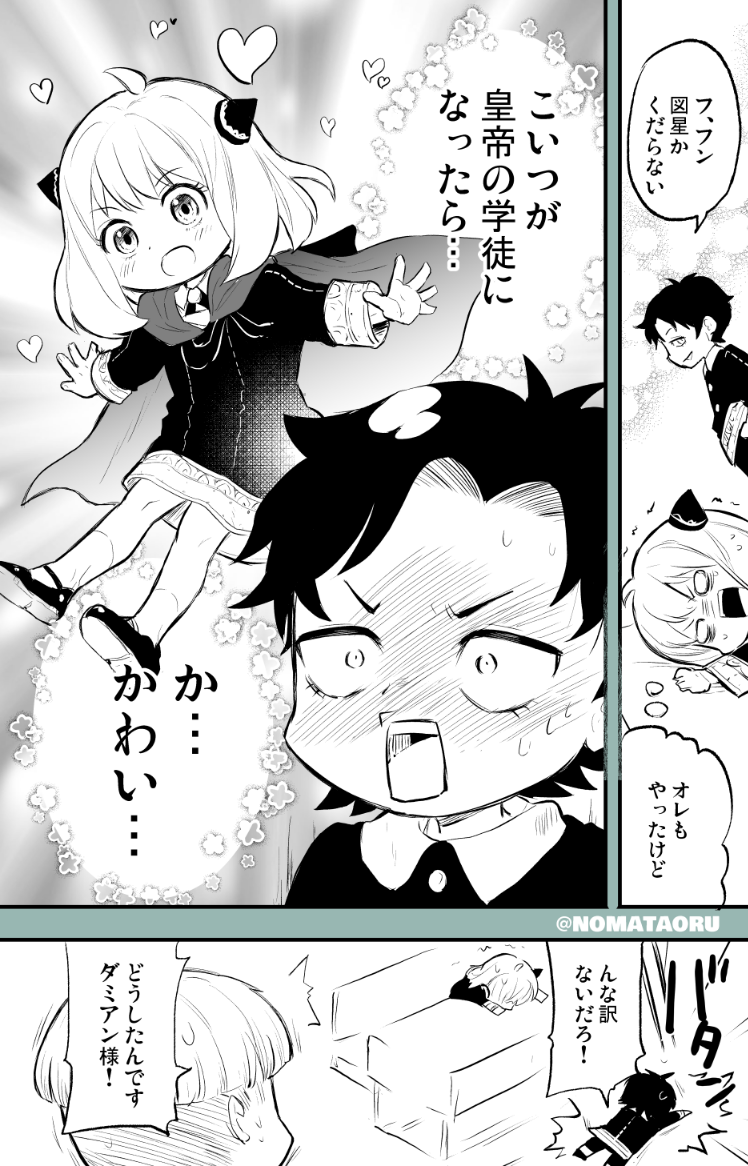 フ、フン
図星か
くだらない
オレも
やったけど
こいつが
皇帝の学徒に
なったら…
か…
かわい…
@NOMATAORU
バタン
んな訳
ないだろ!
どうしたんです
ダミアン様!